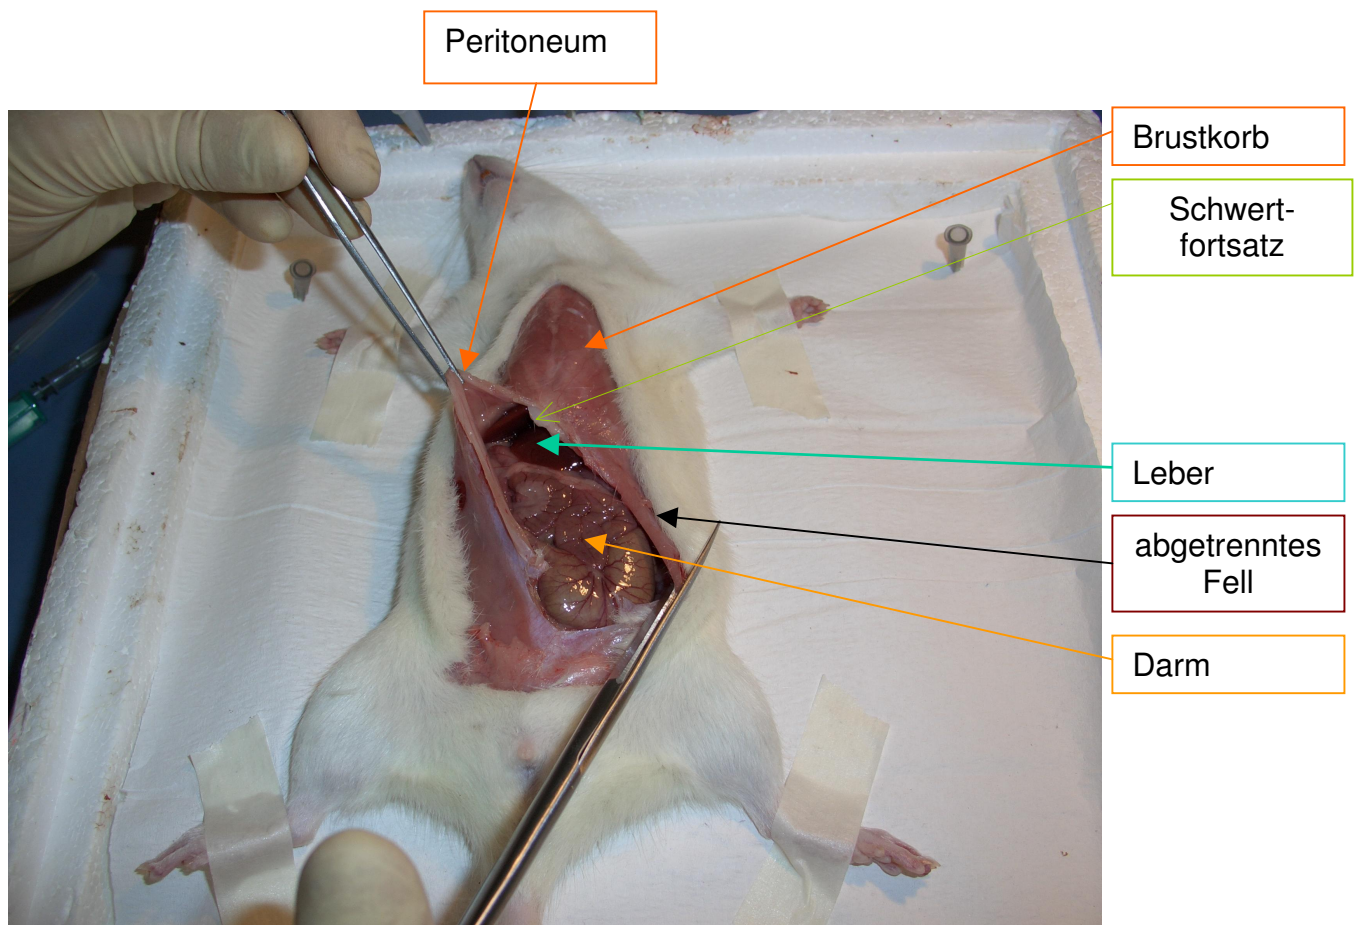 Peritoneum
Brustkorb
Schwert-
fortsatz
Leber
abgetrenntes
Fell
Darm